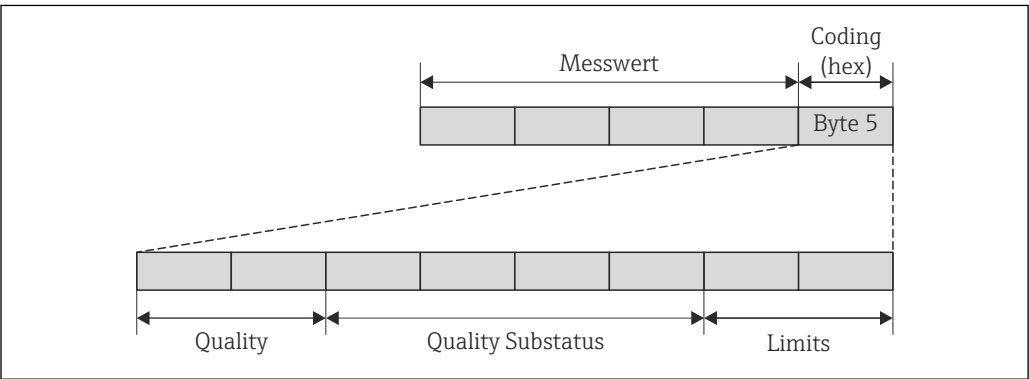 Coding
Messwert
(hex)
Byte 5
Quality
Quality Substatus
Limits